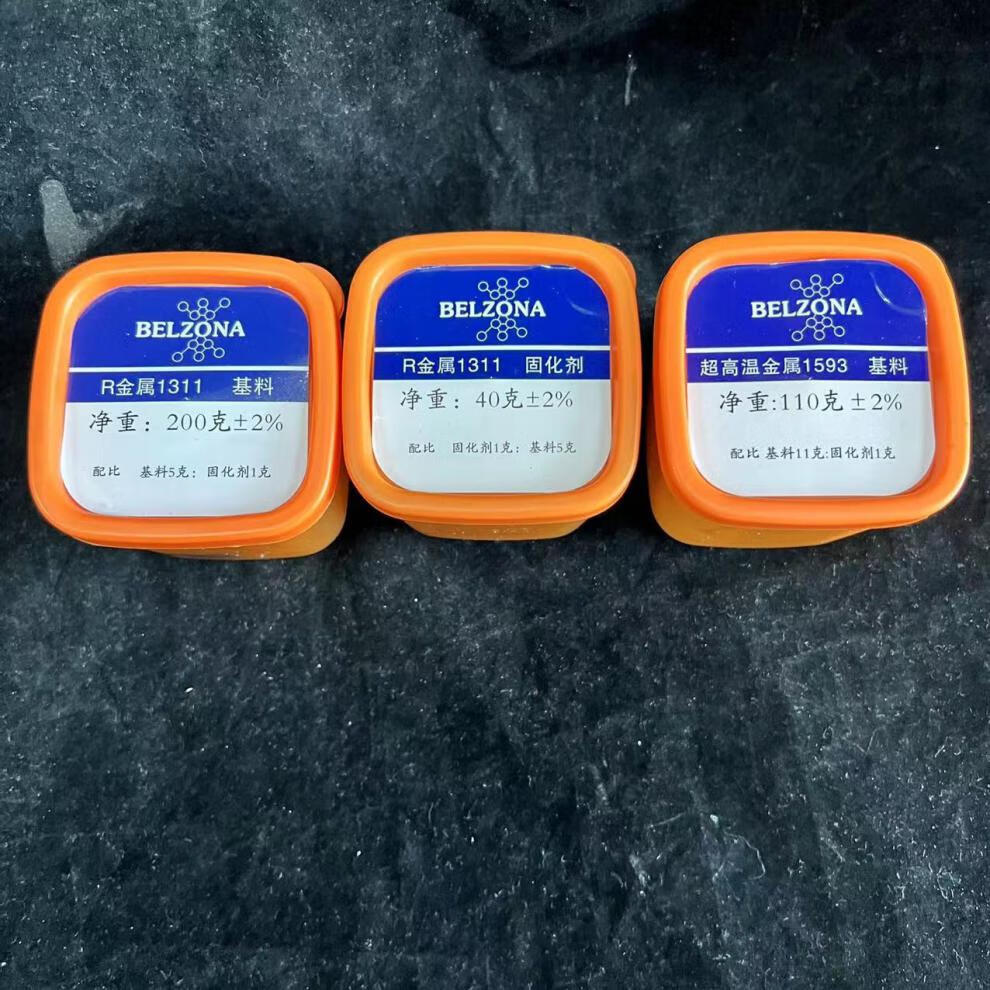 BELZONA
R金属1311 基料
净重：200克±2%
配比 基料5克：固化剂1克
BELZONA
R金属1311 固化剂
净重：40克±2%
配比 固化剂1克：基料5克
BELZONA
超高温金属1593 基料
净重:110克±2%
配比 基料11克:固化剂1克